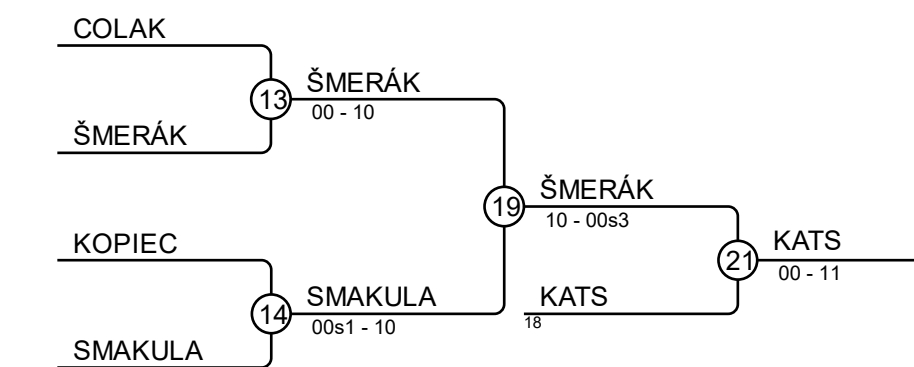 COLAK
13
ŠMERÁK
00 - 10
ŠMERÁK
19
ŠMERÁK
10 - 00s3
KOPIEC
14
SMAKULA
00s1 - 10
SMAKULA
KATS
18
21
KATS
00 - 11